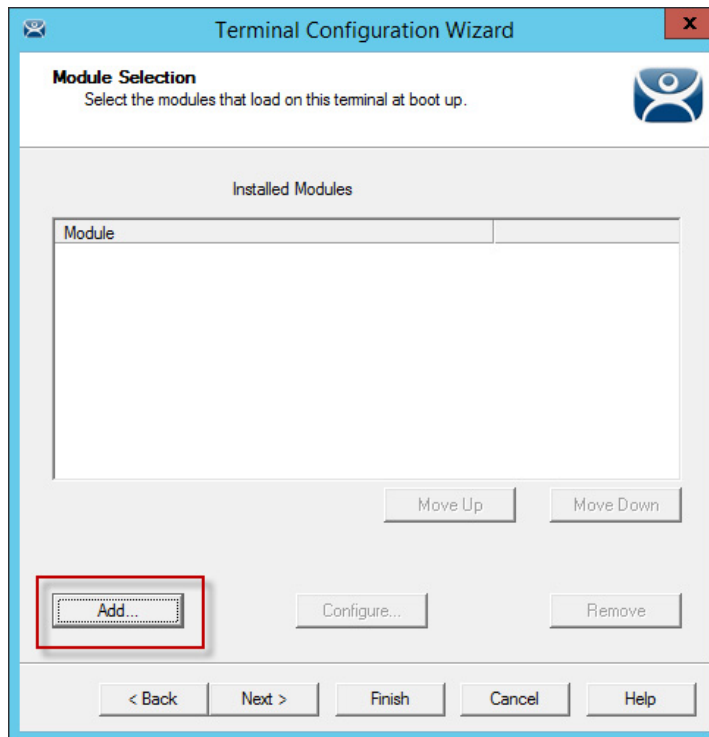 Terminal Configuration Wizard
x
Module Selection
Select the modules that load on this terminal at boot up.
Installed Modules
Module
Move Up Move Down
Add... Configure... Remove
< Back Next > Finish Cancel Help